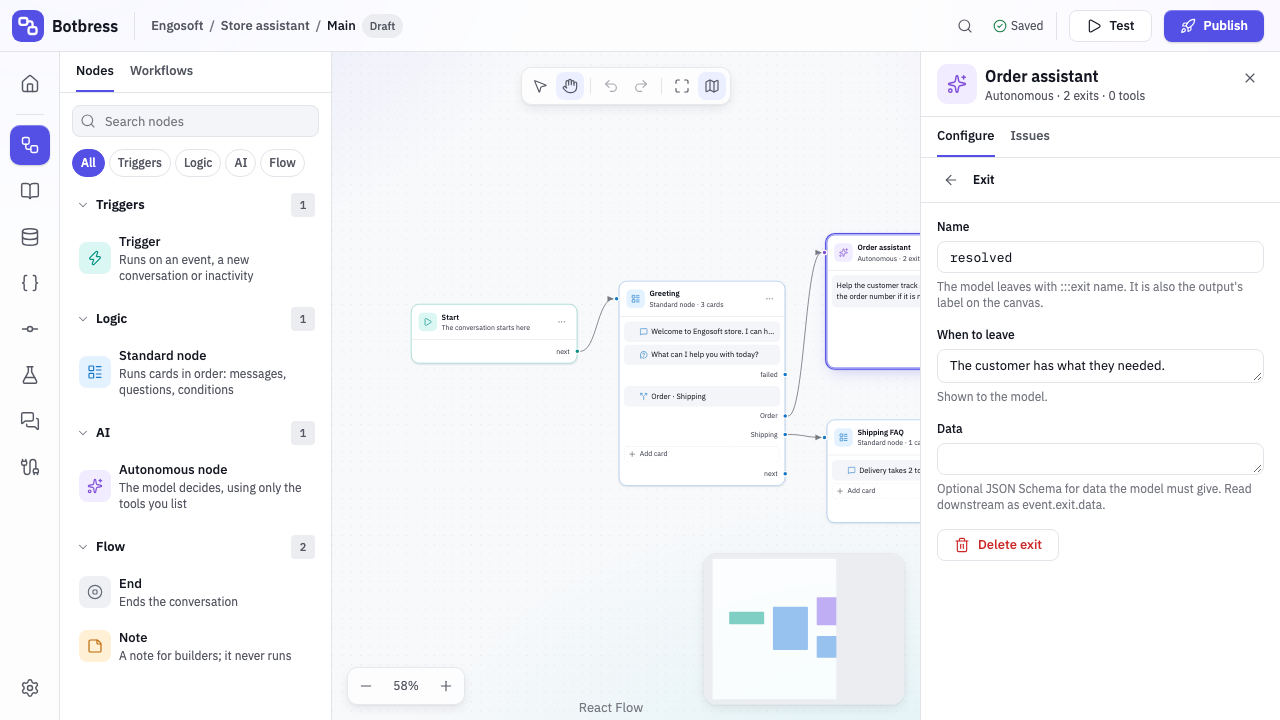 Botbress
Engosoft / Store assistant / Main Draft
Saved
Test
Publish
Nodes Workflows
Search nodes
All Triggers Logic AI Flow
Triggers 1
Trigger
Runs on an event, a new
conversation or inactivity
Logic 1
Standard node
Runs cards in order: messages,
questions, conditions
AI 1
Autonomous node
The model decides, using only the
tools you list
Flow 2
End
Ends the conversation
Note
A note for builders; it never runs
Start
The conversation starts here
next
Greeting
Standard node · 3 cards
Welcome to Engosoft store. I can h...
What can I help you with today?
failed
Order · Shipping
Order
Shipping
Add card
next
Order assistant
Autonomous · 2 exit
Help the customer track
the order number if it is n
Shipping FAQ
Standard node · 1 ca
Delivery takes 2 to
Add card
58%
React Flow
Order assistant
Autonomous · 2 exits · 0 tools
Configure Issues
Exit
Name
resolved
The model leaves with :::exit name. It is also the output's
label on the canvas.
When to leave
The customer has what they needed.
Shown to the model.
Data
Optional JSON Schema for data the model must give. Read
downstream as event.exit.data.
Delete exit